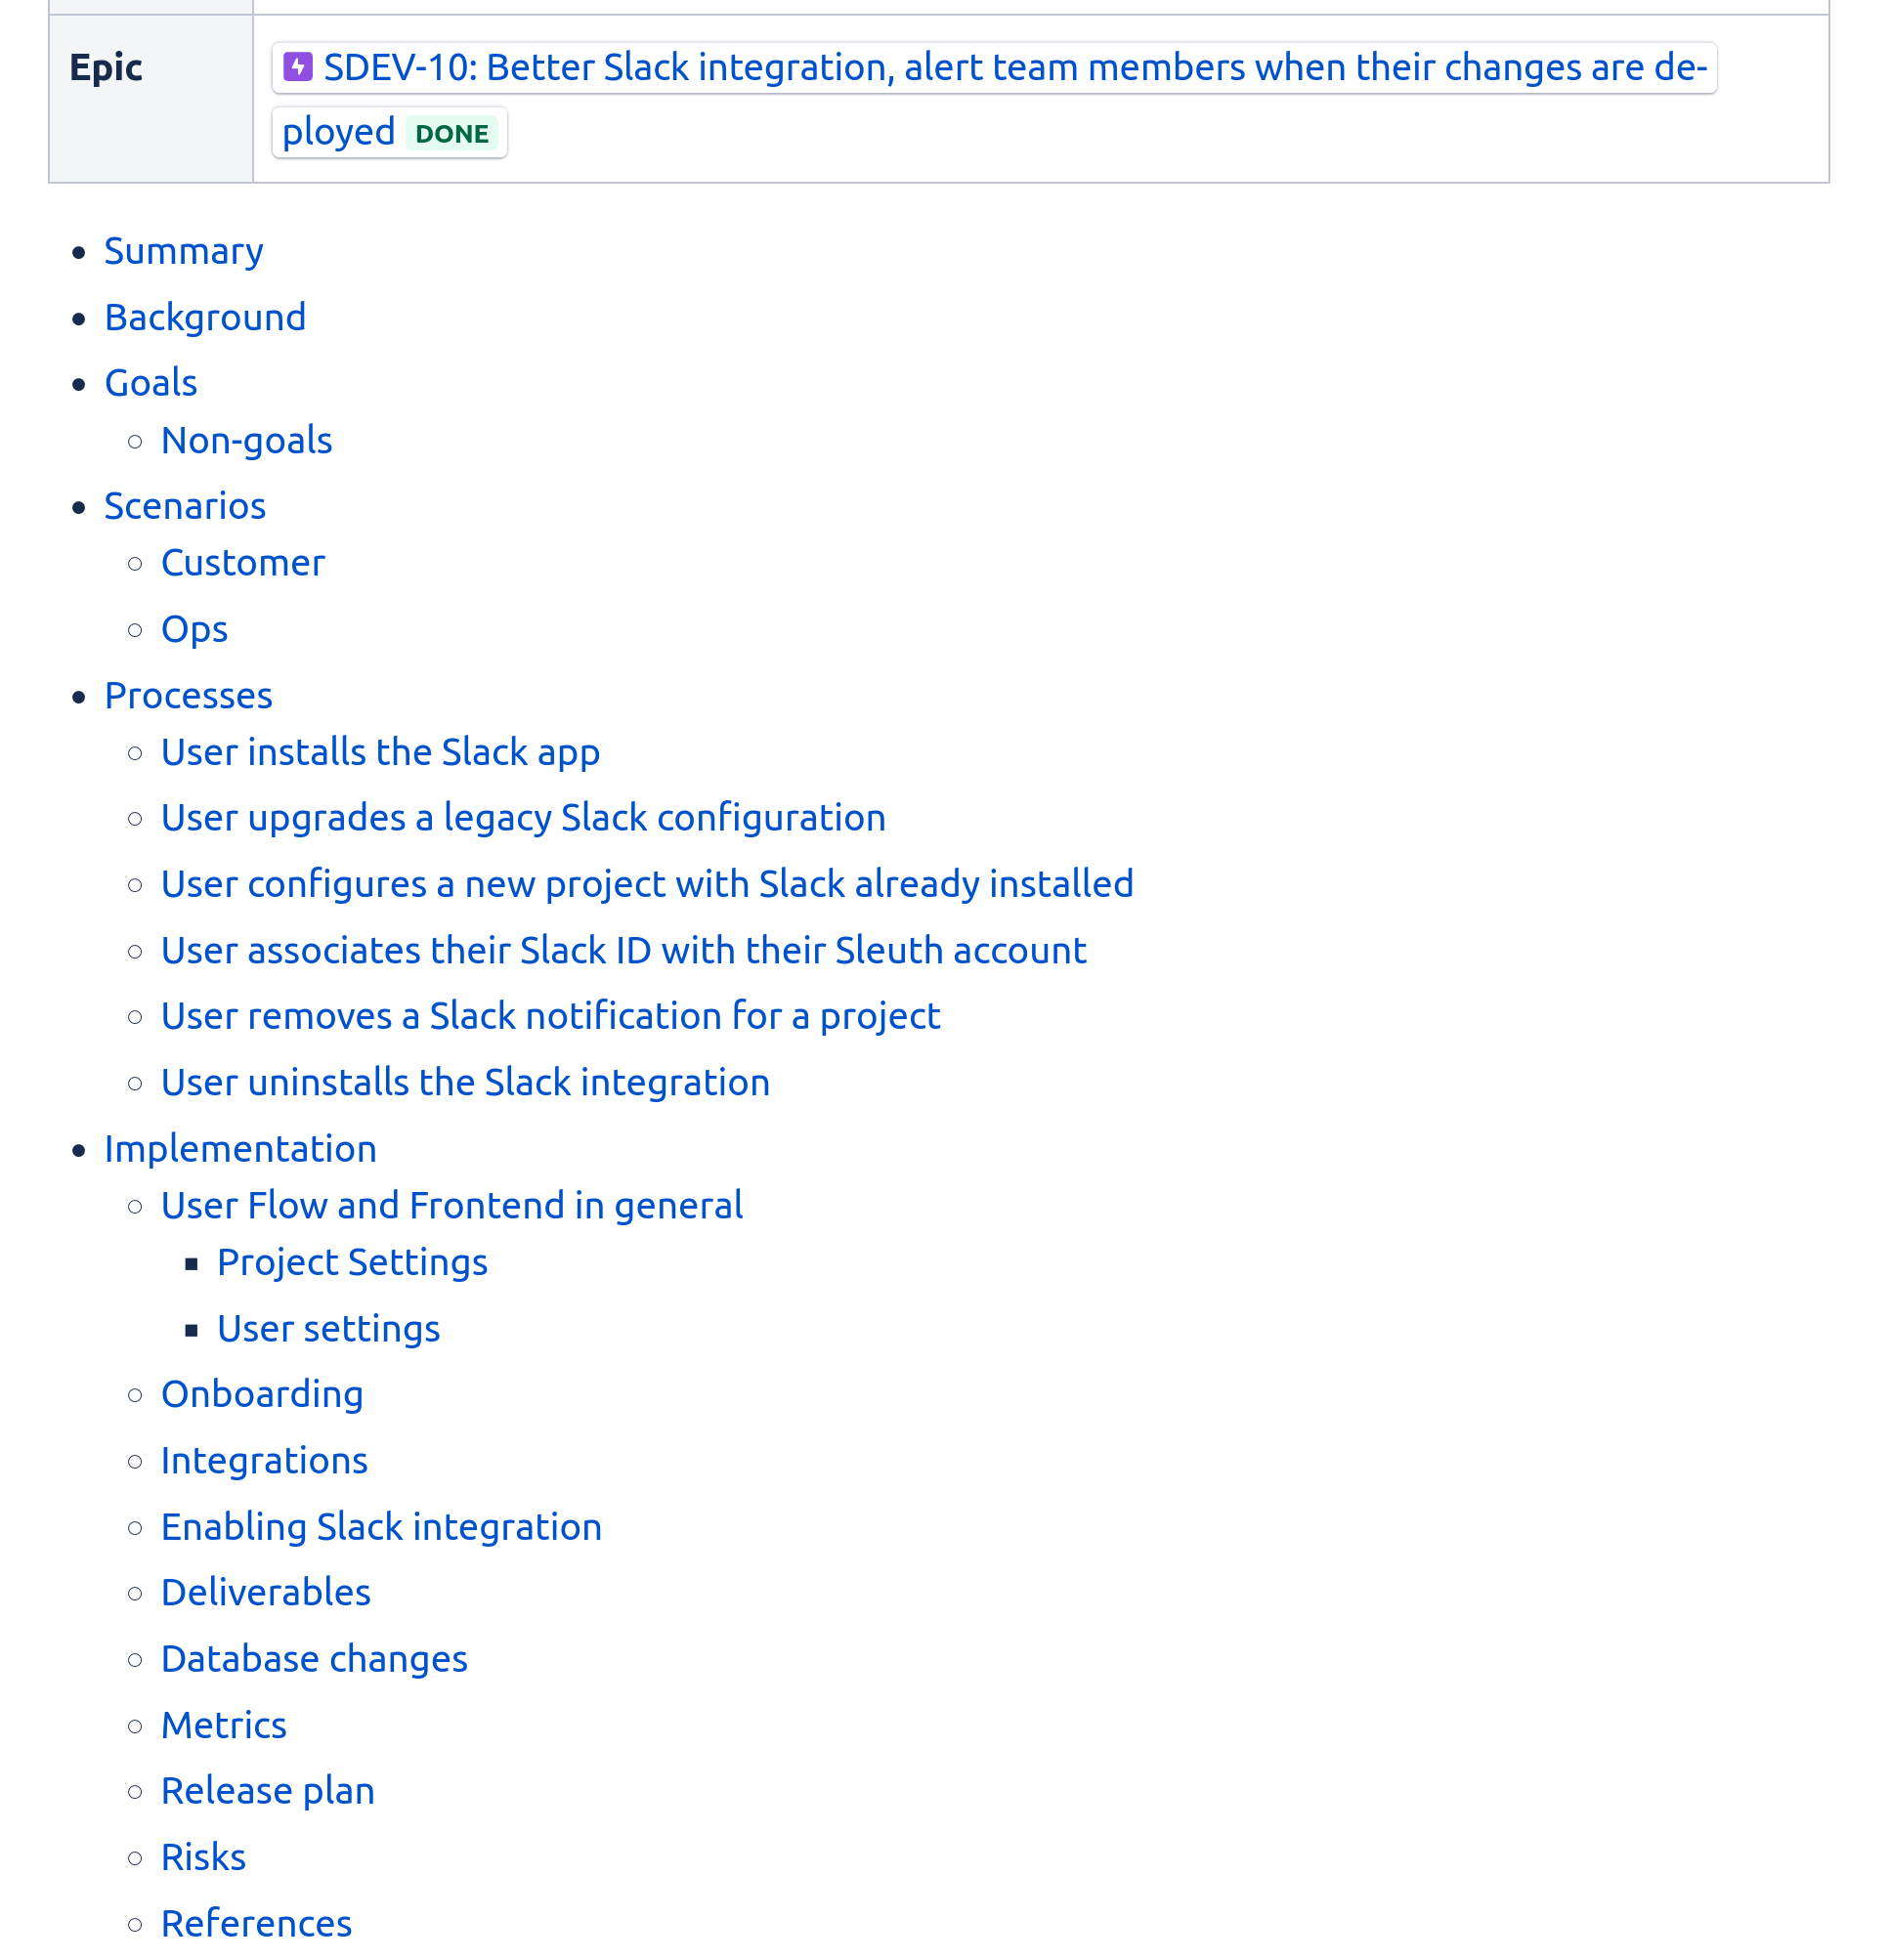 Epic
SDEV-10: Better Slack integration, alert team members when their changes are de-
ployed DONE
Summary
Background
Goals
Non-goals
Scenarios
Customer
Ops
Processes
User installs the Slack app
User upgrades a legacy Slack configuration
User configures a new project with Slack already installed
User associates their Slack ID with their Sleuth account
User removes a Slack notification for a project
User uninstalls the Slack integration
Implementation
User Flow and Frontend in general
Project Settings
User settings
Onboarding
Integrations
Enabling Slack integration
Deliverables
Database changes
Metrics
Release plan
Risks
References